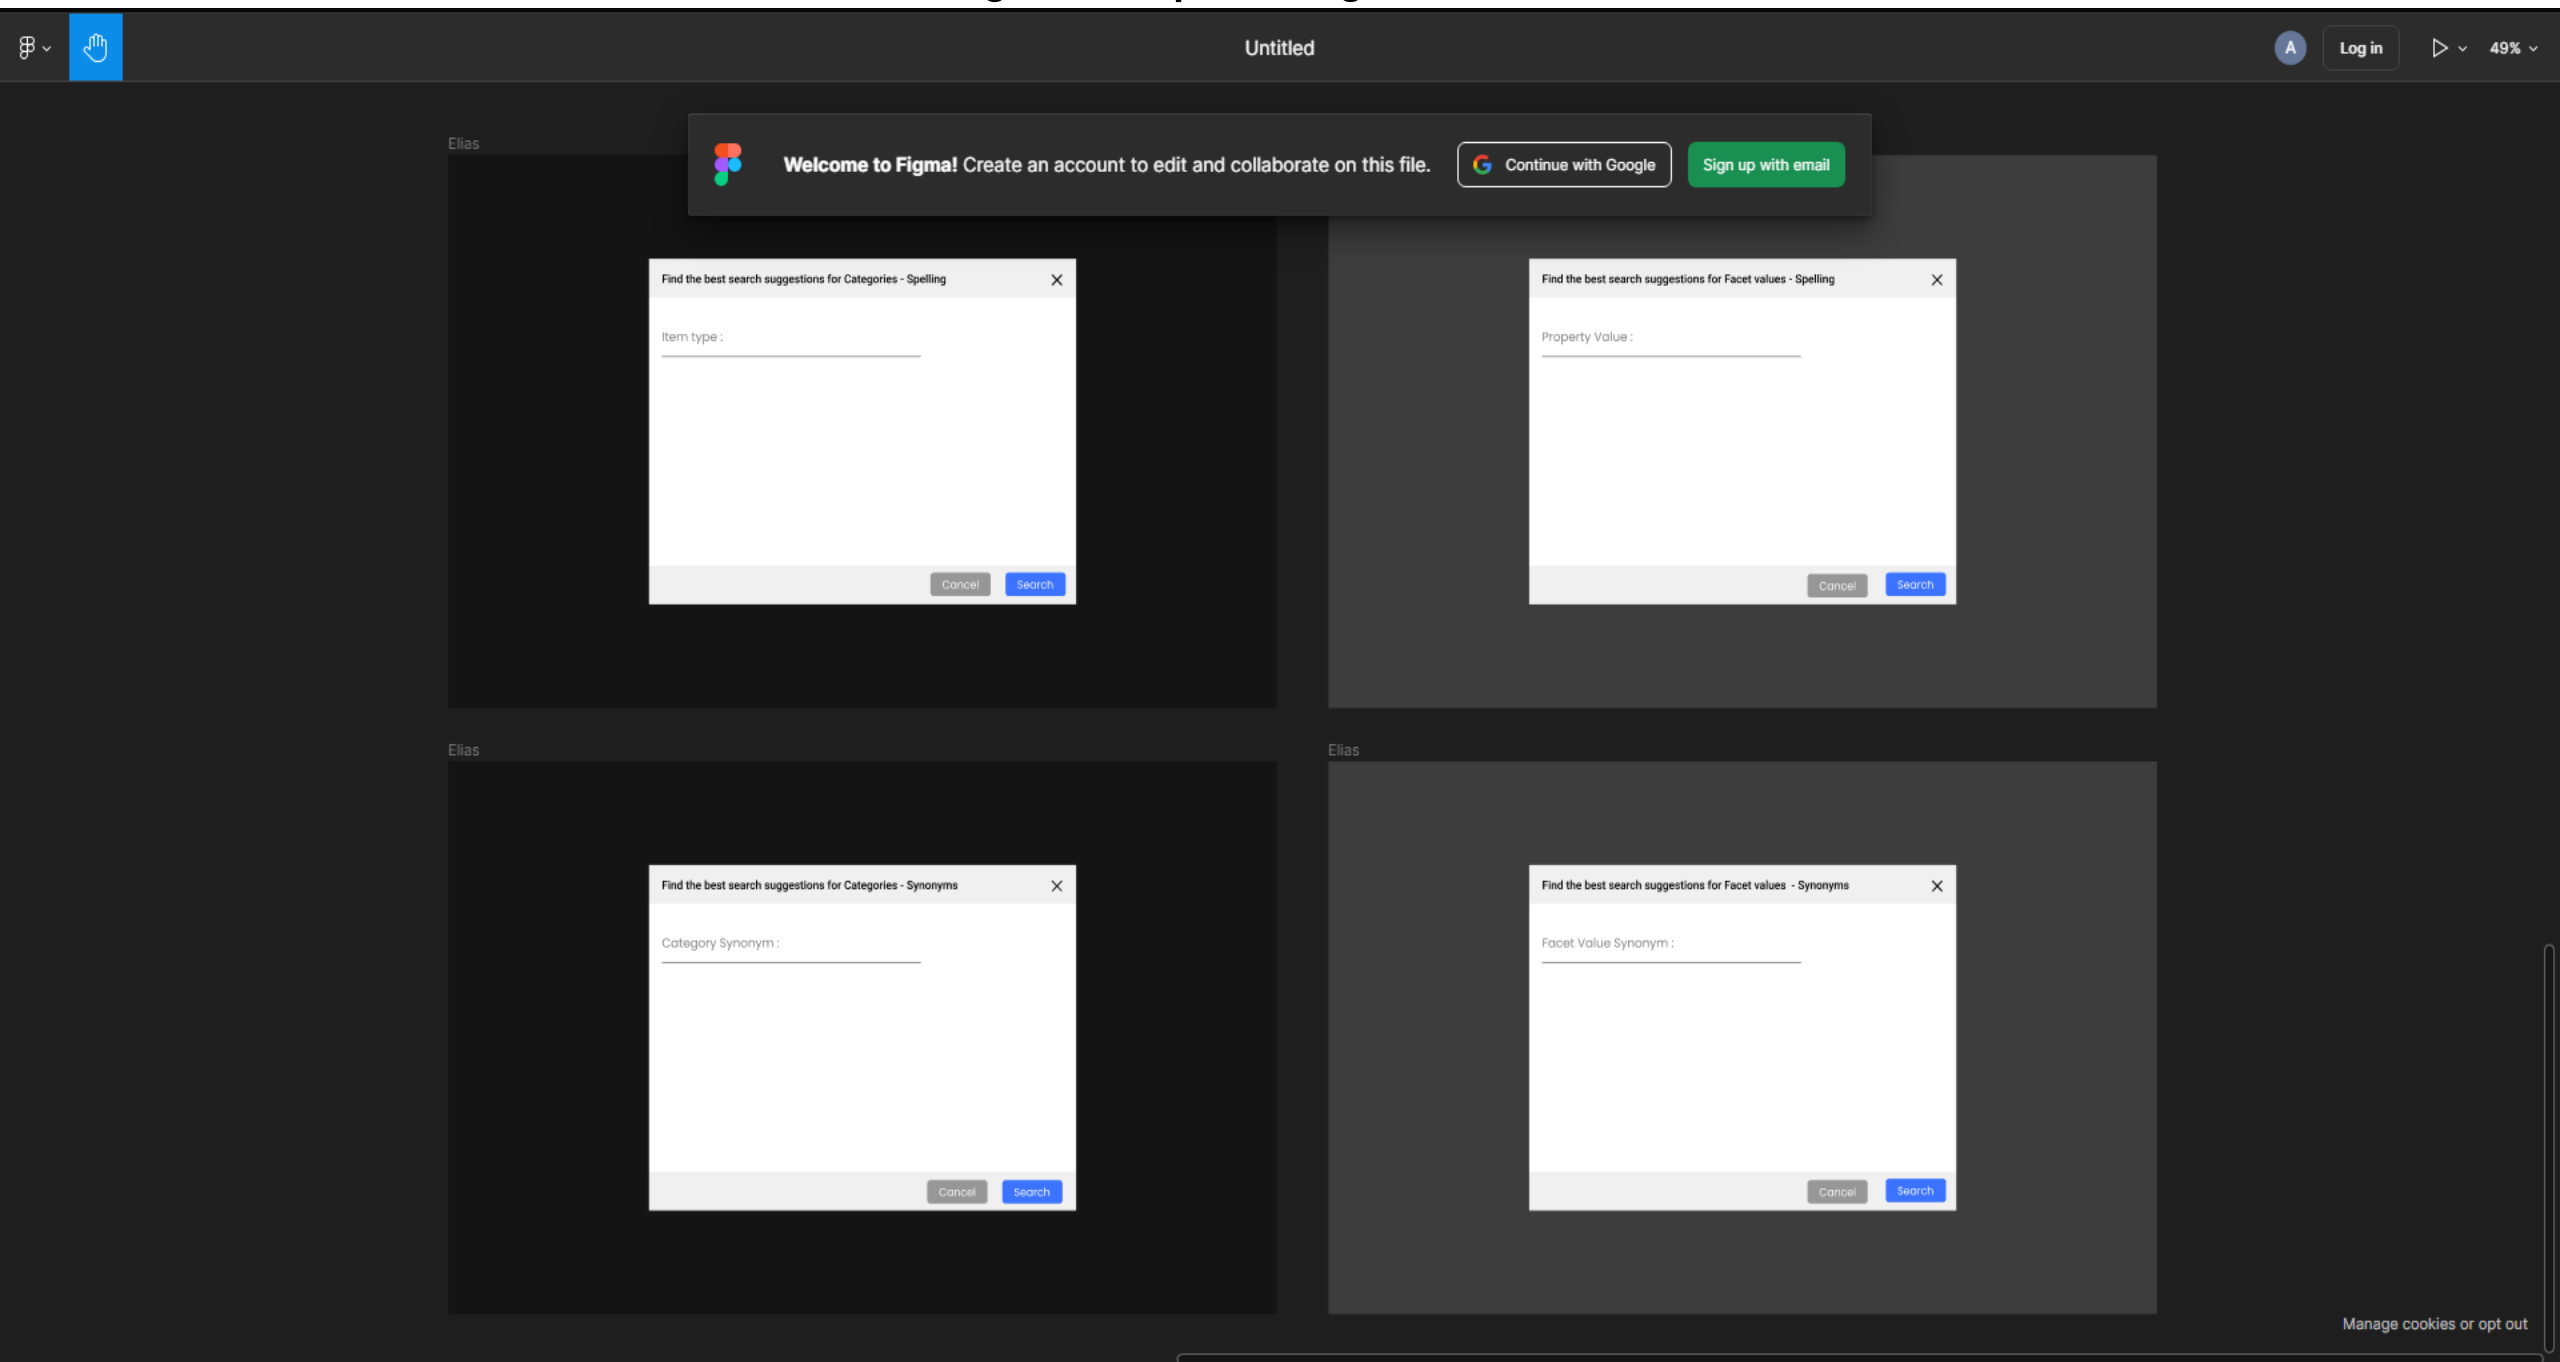 Untitled
A
Log in
49%
Elias
Welcome to Figma! Create an account to edit and collaborate on this file.
Continue with Google
Sign up with email
Find the best search suggestions for Categories - Spelling
Item type :
Cancel
Search
Find the best search suggestions for Facet values - Spelling
Property Value :
Cancel
Search
Elias
Elias
Find the best search suggestions for Categories - Synonyms
Category Synonym :
Cancel
Search
Find the best search suggestions for Facet values - Synonyms
Facet Value Synonym :
Cancel
Search
Manage cookies or opt out